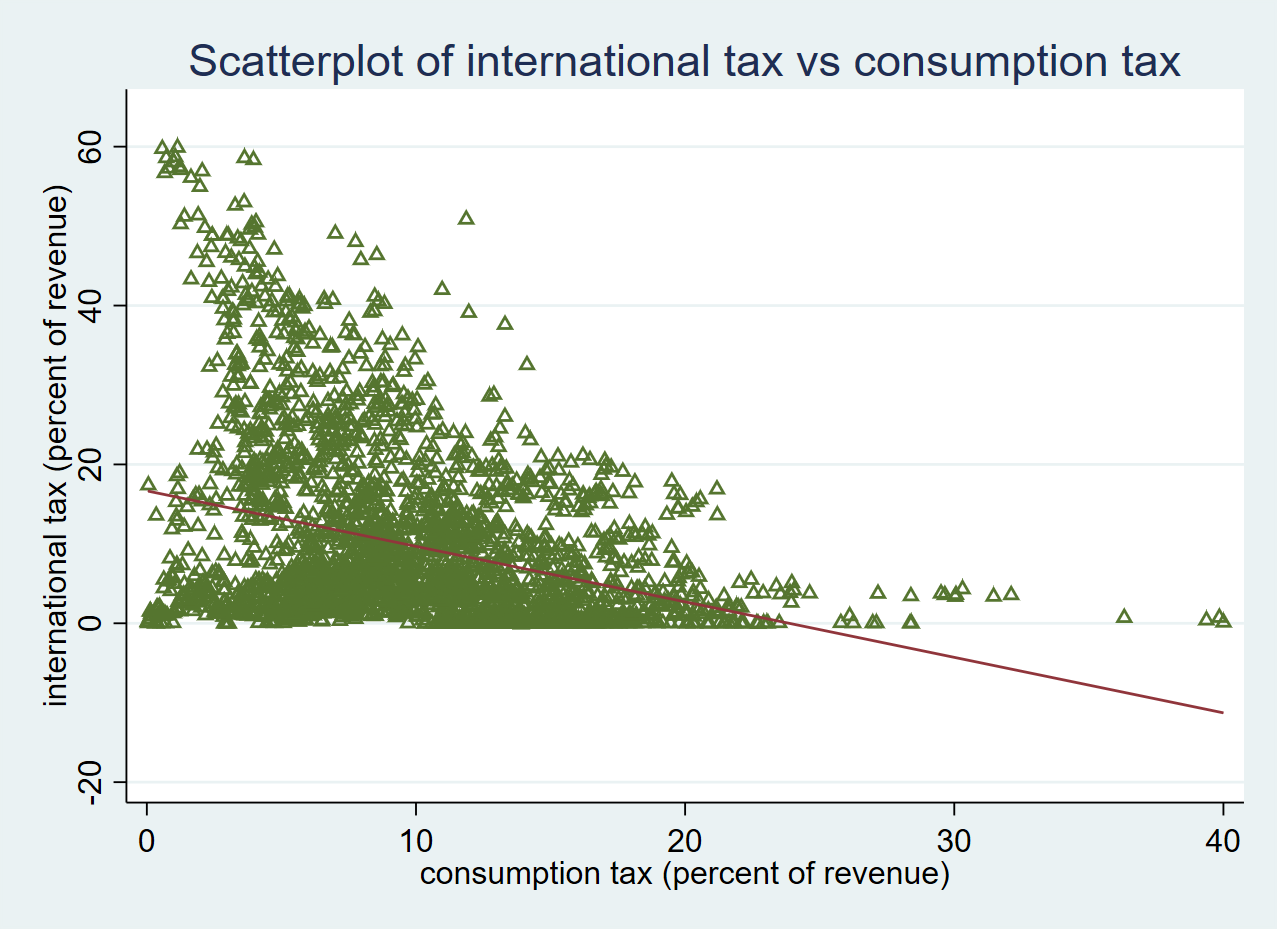 Scatterplot of international tax vs consumption tax
international tax (percent of revenue)
60
40
20
0
-20
0 10 20 30 40
consumption tax (percent of revenue)